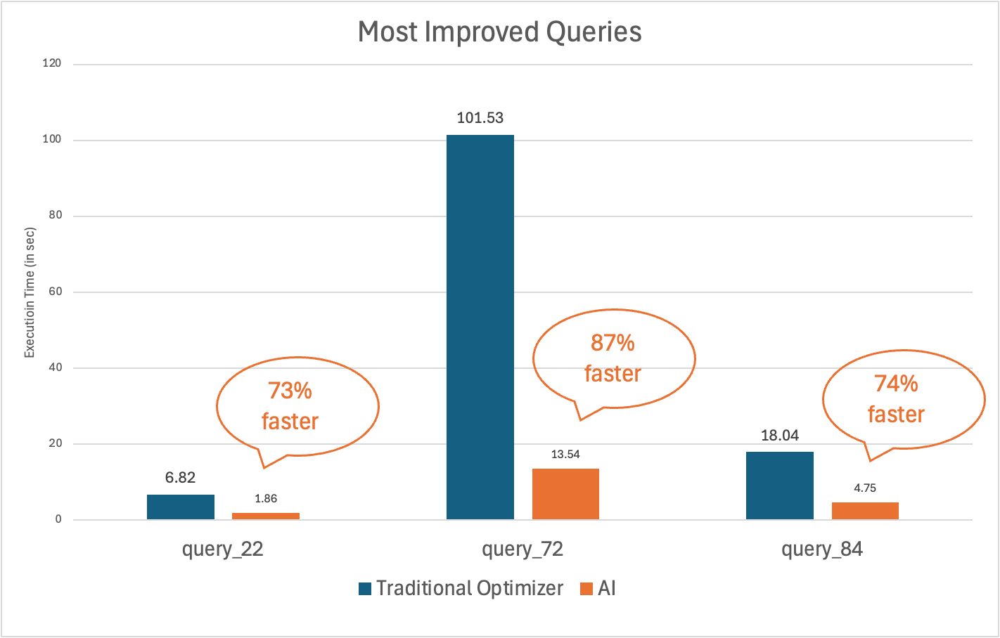 Most Improved Queries
120
100
80
60
40
20
0
Executioin Time (in sec)
101.53
87%
faster
73%
faster
74%
faster
18.04
13.54
6.82
4.75
1.86
query_22
query_72
query_84
Traditional Optimizer
AI